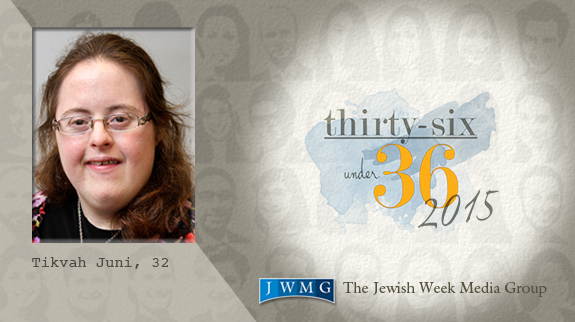 thirty-six
under 36
2015
Tikvah Juni, 32
JWMG The Jewish Week Media Group